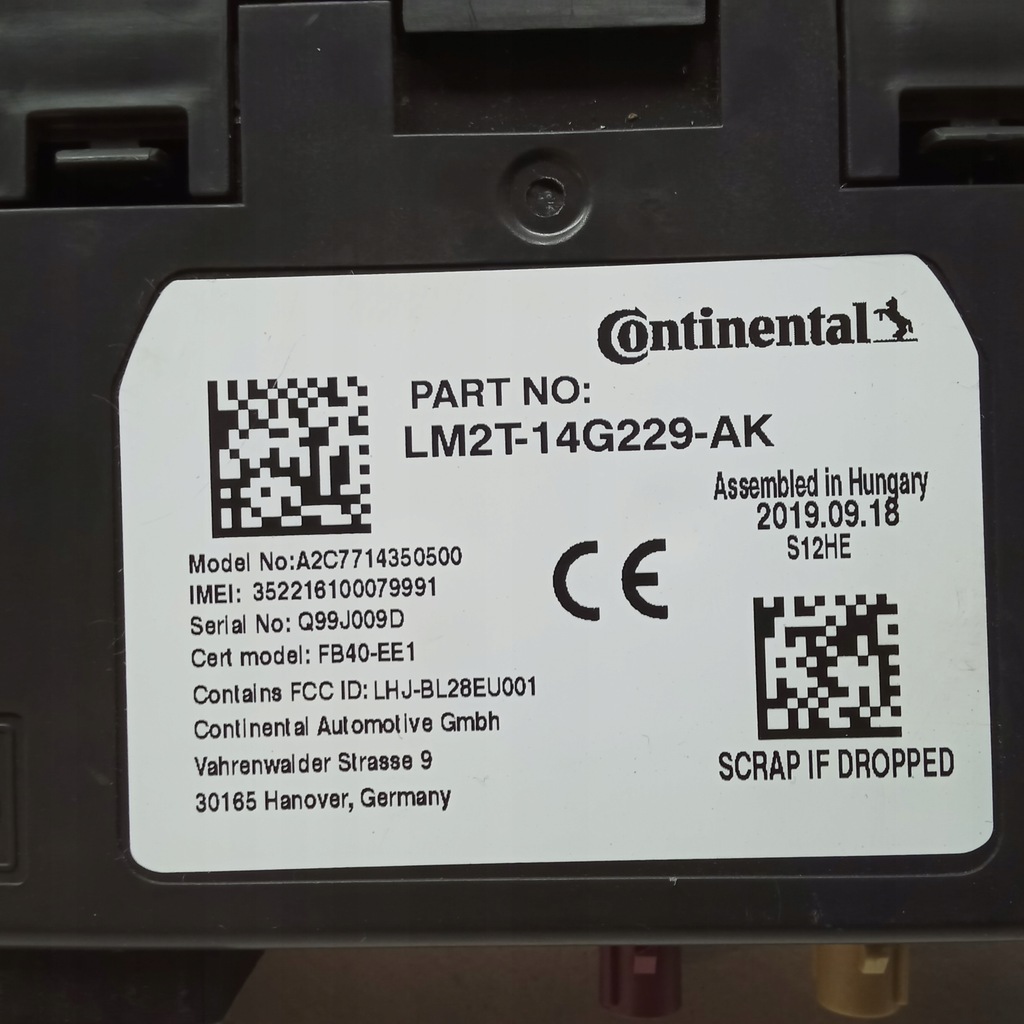 Continental
PART NO:
LM2T-14G229-AK
Assembled in Hungary
2019.09.18
S12HE
Model No:A2C7714350500
IMEI: 352216100079991
Serial No: Q99J009D
Cert model: FB40-EE1
Contains FCC ID: LHJ-BL28EU001
Continental Automotive Gmbh
Vahrenwalder Strasse 9
30165 Hanover, Germany
CE
SCRAP IF DROPPED